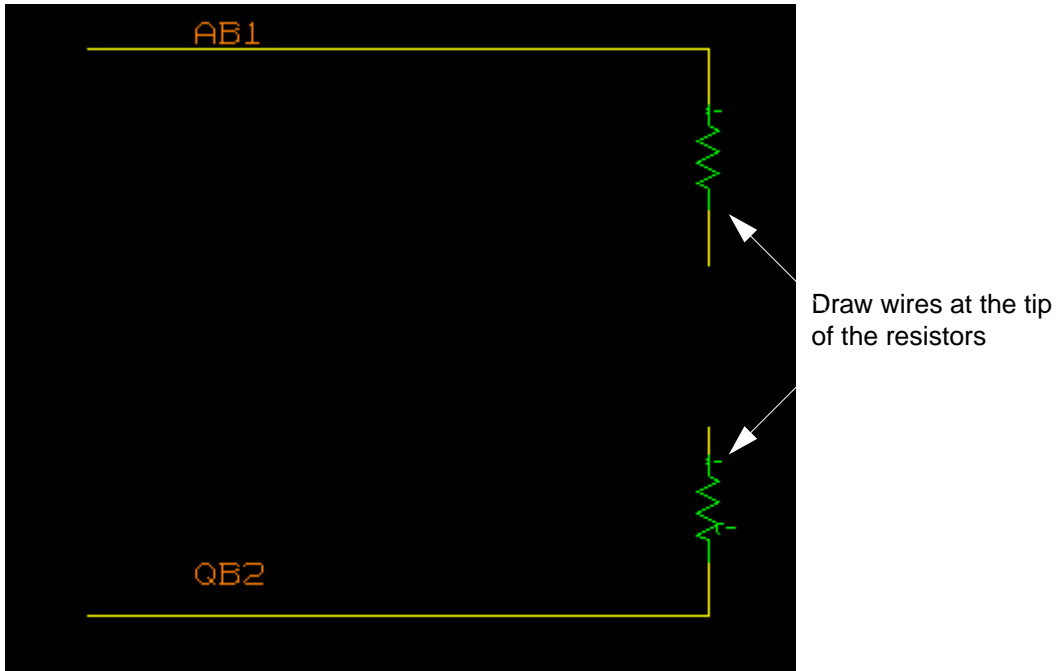 AB1
Draw wires at the tip
of the resistors
QB2